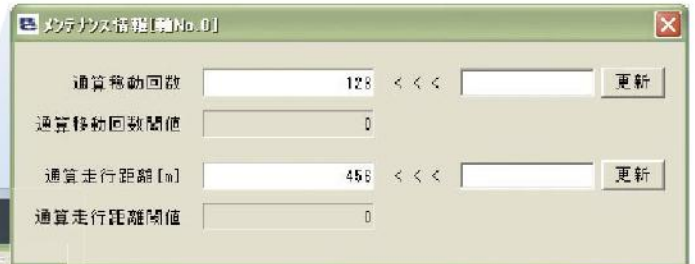 メンテナンス情報[軸No.0]
通算移動回数 128 <<< 更新
通算移動回数閾値 0
通算走行距離[m] 456 <<< 更新
通算走行距離閾値 0